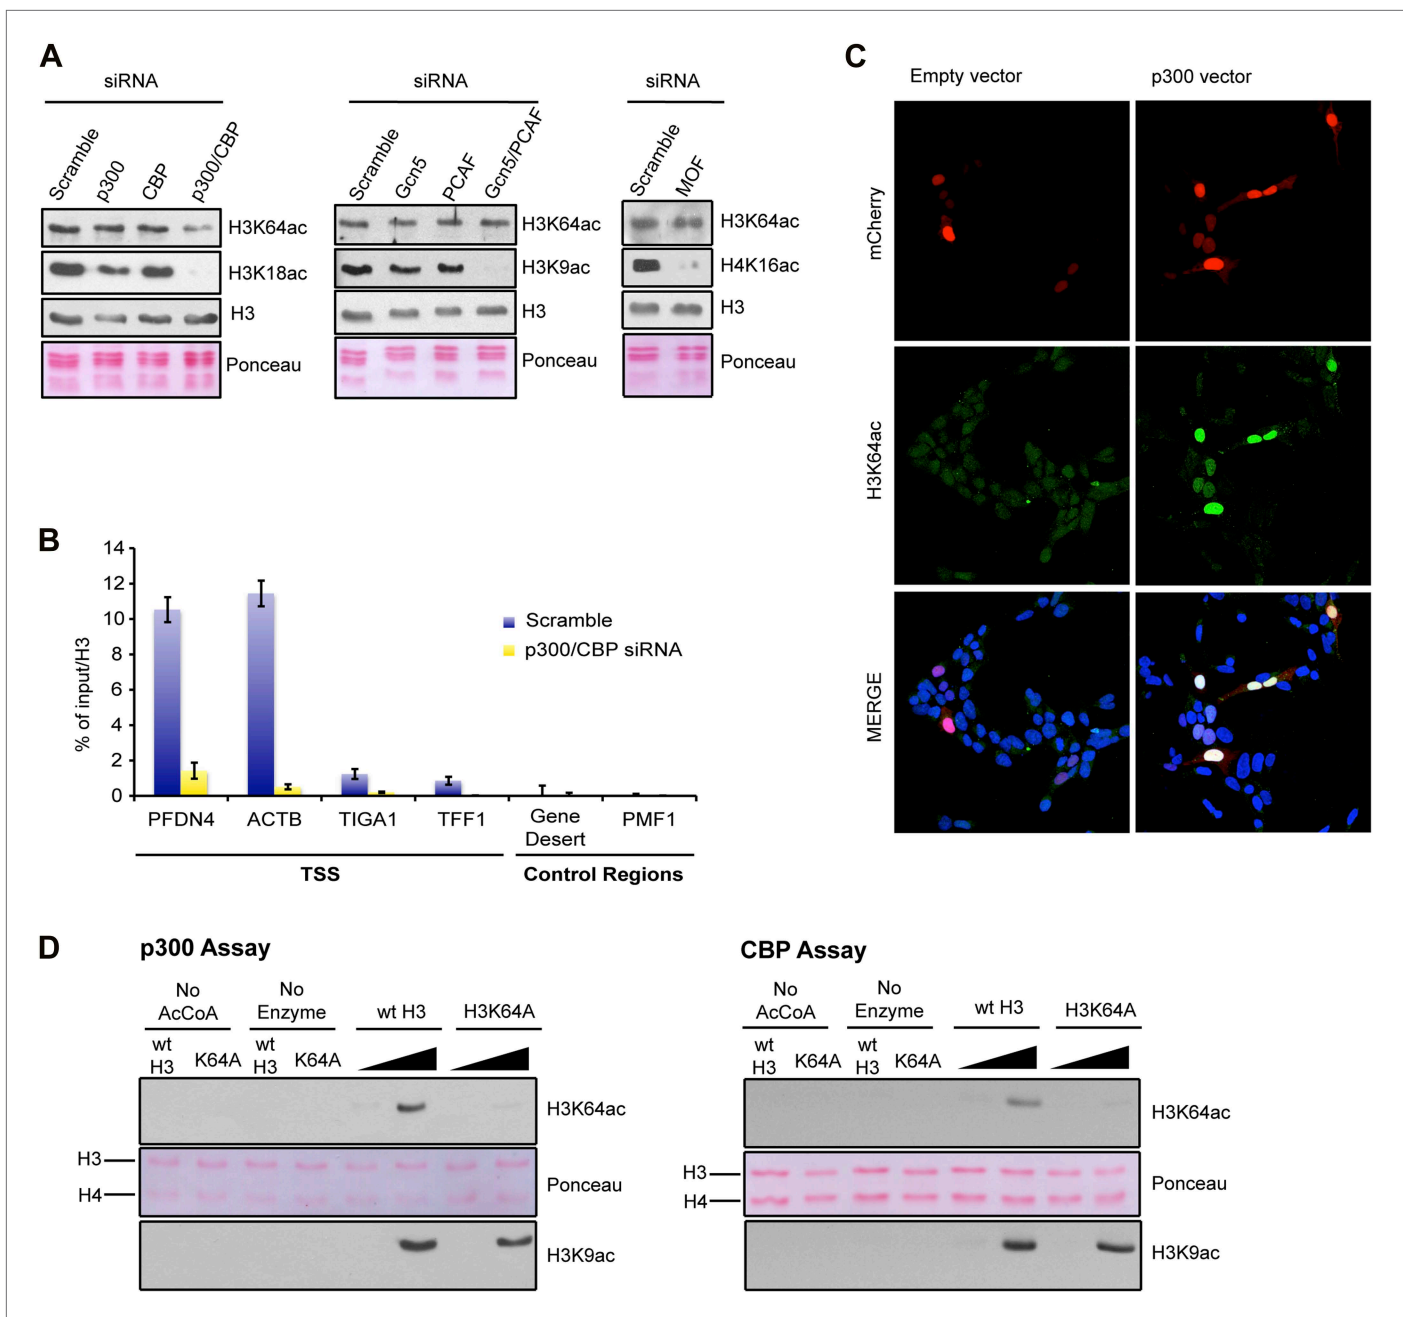 A
siRNA
Scramble
p300
CBP
p300/CBP
H3K64ac
H3K18ac
H3
Ponceau
siRNA
Scramble
Gcn5
PCAF
Gcn5/PCAF
H3K64ac
H3K9ac
H3
Ponceau
siRNA
Scramble
MOF
H3K64ac
H4K16ac
H3
Ponceau
B
% of input/H3
14
12
10
8
6
4
2
0
Scramble
p300/CBP siRNA
PFDN4
ACTB
TIGA1
TFF1
Gene
Desert
PMF1
TSS
Control Regions
C
Empty vector
p300 vector
mCherry
H3K64ac
MERGE
D
p300 Assay
No
AcCoA
No
Enzyme
wt H3
H3K64A
wt
H3
K64A
wt
H3
K64A
H3K64ac
H3
H4
Ponceau
H3K9ac
CBP Assay
No
AcCoA
No
Enzyme
wt H3
H3K64A
wt
H3
K64A
wt
H3
K64A
H3K64ac
H3
H4
Ponceau
H3K9ac